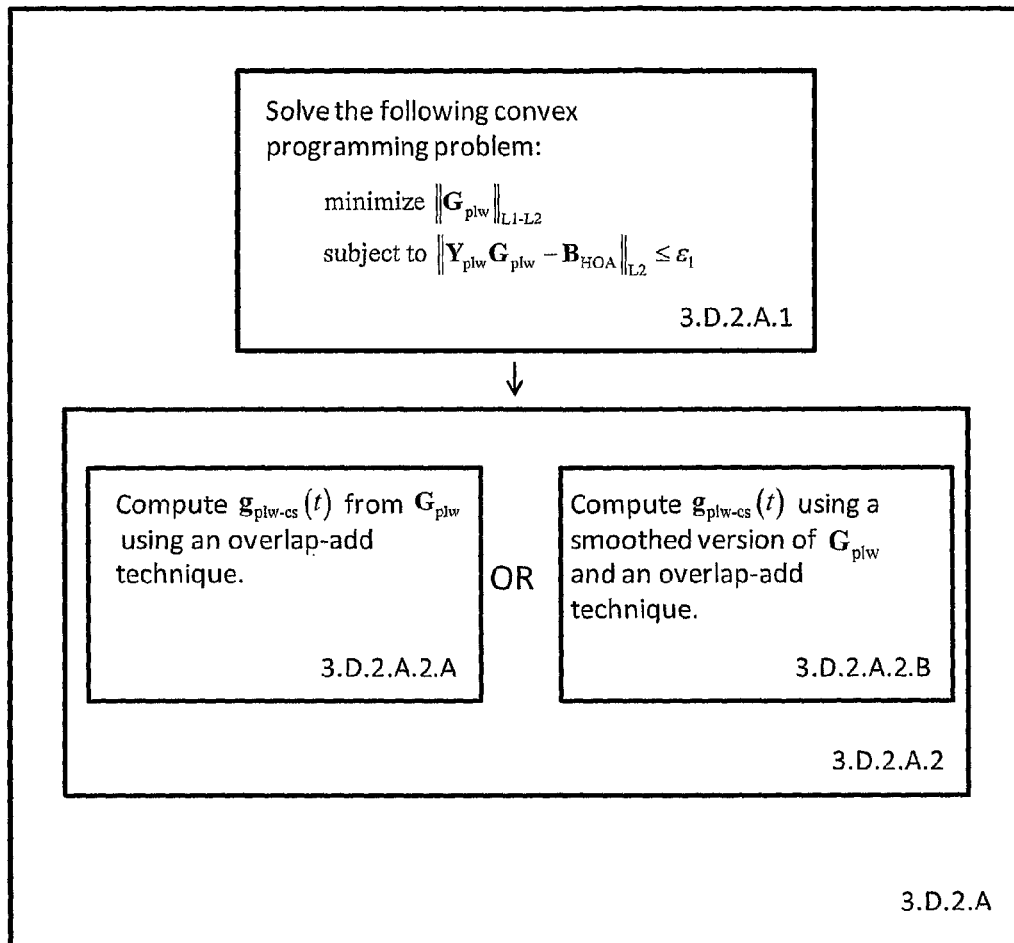 Solve the following convex
programming problem:
minimize ‖G_plw‖_L1-L2
subject to ‖Y_plw G_plw − B_HOA‖_L2 ≤ ε_1
3.D.2.A.1
Compute g_plw-cs(t) from G_plw
using an overlap-add
technique.
3.D.2.A.2.A
OR
Compute g_plw-cs(t) using a
smoothed version of G_plw
and an overlap-add
technique.
3.D.2.A.2.B
3.D.2.A.2
3.D.2.A